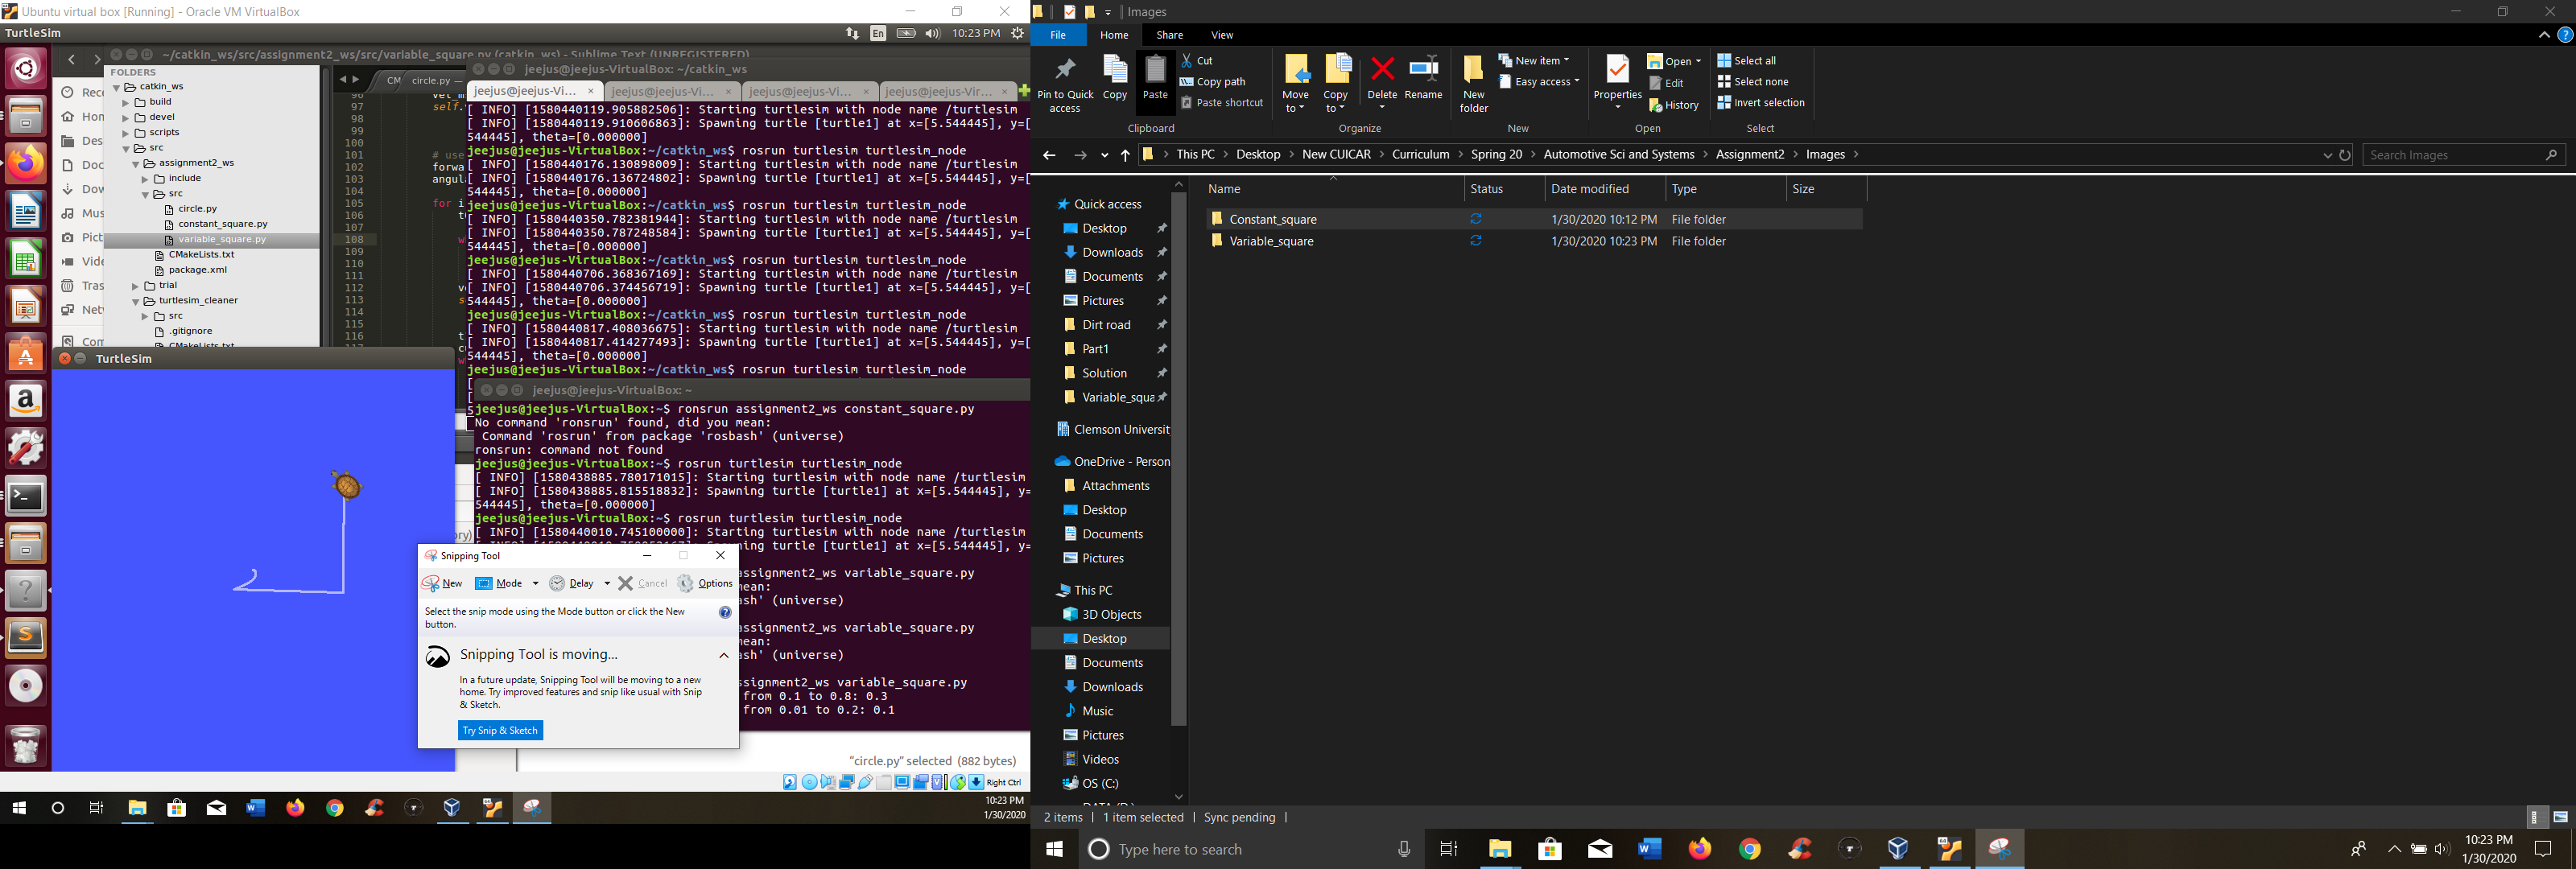 Ubuntu virtual box [Running] - Oracle VM VirtualBox
TurtleSim
En
10:23 PM
~/catkin_ws/src/assignment2_ws/src/variable_square.py (catkin_ws) - Sublime Text (UNREGISTERED)
FOLDERS
catkin_ws
build
devel
scripts
src
assignment2_ws
include
src
circle.py
constant_square.py
variable_square.py
CMakeLists.txt
package.xml
trial
turtlesim_cleaner
src
.gitignore
CMakeLists.txt
circle.py
97
98
99
100
101 # use
102 forwa
103 angula
104
105 for i
106
107
108
109
110
111
112
113
114
115
116
jeejus@jeejus-VirtualBox: ~/catkin_ws
jeejus@jeejus-Vi...
jeejus@jeejus-Vi...
jeejus@jeejus-Vi...
jeejus@jeejus-Vir...
[ INFO] [1580440119.905882506]: Starting turtlesim with node name /turtlesim
[ INFO] [1580440119.910606863]: Spawning turtle [turtle1] at x=[5.544445], y=[
544445], theta=[0.000000]
jeejus@jeejus-VirtualBox:~/catkin_ws$ rosrun turtlesim turtlesim_node
[ INFO] [1580440176.130898009]: Starting turtlesim with node name /turtlesim
[ INFO] [1580440176.136724802]: Spawning turtle [turtle1] at x=[5.544445], y=[
544445], theta=[0.000000]
jeejus@jeejus-VirtualBox:~/catkin_ws$ rosrun turtlesim turtlesim_node
[ INFO] [1580440350.782381944]: Starting turtlesim with node name /turtlesim
[ INFO] [1580440350.787248584]: Spawning turtle [turtle1] at x=[5.544445], y=[
544445], theta=[0.000000]
jeejus@jeejus-VirtualBox:~/catkin_ws$ rosrun turtlesim turtlesim_node
[ INFO] [1580440706.368367169]: Starting turtlesim with node name /turtlesim
[ INFO] [1580440706.374456719]: Spawning turtle [turtle1] at x=[5.544445], y=[
544445], theta=[0.000000]
jeejus@jeejus-VirtualBox:~/catkin_ws$ rosrun turtlesim turtlesim_node
[ INFO] [1580440817.408036675]: Starting turtlesim with node name /turtlesim
[ INFO] [1580440817.414277493]: Spawning turtle [turtle1] at x=[5.544445], y=[
544445], theta=[0.000000]
jeejus@jeejus-VirtualBox:~/catkin_ws$ rosrun turtlesim turtlesim_node
TurtleSim
jeejus@jeejus-VirtualBox: ~
jeejus@jeejus-VirtualBox:~$ ronsrun assignment2_ws constant_square.py
No command 'ronsrun' found, did you mean:
Command 'rosrun' from package 'rosbash' (universe)
ronsrun: command not found
jeejus@jeejus-VirtualBox:~$ rosrun turtlesim turtlesim_node
[ INFO] [1580438885.780171015]: Starting turtlesim with node name /turtlesim
[ INFO] [1580438885.815518832]: Spawning turtle [turtle1] at x=[5.544445], y=[
544445], theta=[0.000000]
jeejus@jeejus-VirtualBox:~$ rosrun turtlesim turtlesim_node
[ INFO] [1580440010.745100000]: Starting turtlesim with node name /turtlesim
turtle [turtle1] at x=[5.544445], y=
assignment2_ws variable_square.py
mean:
sh' (universe)
assignment2_ws variable_square.py
mean:
sh' (universe)
assignment2_ws variable_square.py
from 0.1 to 0.8: 0.3
from 0.01 to 0.2: 0.1
Snipping Tool
New
Mode
Delay
Cancel
Options
Select the snip mode using the Mode button or click the New
button.
Snipping Tool is moving...
In a future update, Snipping Tool will be moving to a new
home. Try improved features and snip like usual with Snip
& Sketch.
Try Snip & Sketch
"circle.py" selected (882 bytes)
Right Ctrl
10:23 PM
1/30/2020
Images
File
Home
Share
View
Pin to Quick
access
Copy
Paste
Cut
Copy path
Paste shortcut
Clipboard
Move
to
Copy
to
Delete
Rename
Organize
New
folder
New item
Easy access
New
Properties
Open
Edit
History
Open
Select all
Select none
Invert selection
Select
This PC > Desktop > New CUICAR > Curriculum > Spring 20 > Automotive Sci and Systems > Assignment2 > Images >
Search Images
Name
Status
Date modified
Type
Size
Constant_square 1/30/2020 10:12 PM File folder
Variable_square 1/30/2020 10:23 PM File folder
Quick access
Desktop
Downloads
Documents
Pictures
Dirt road
Part1
Solution
Variable_squa
Clemson Universit
OneDrive - Person
Attachments
Desktop
Documents
Pictures
This PC
3D Objects
Desktop
Documents
Downloads
Music
Pictures
Videos
OS (C:)
2 items
1 item selected
Sync pending
Type here to search
10:23 PM
1/30/2020